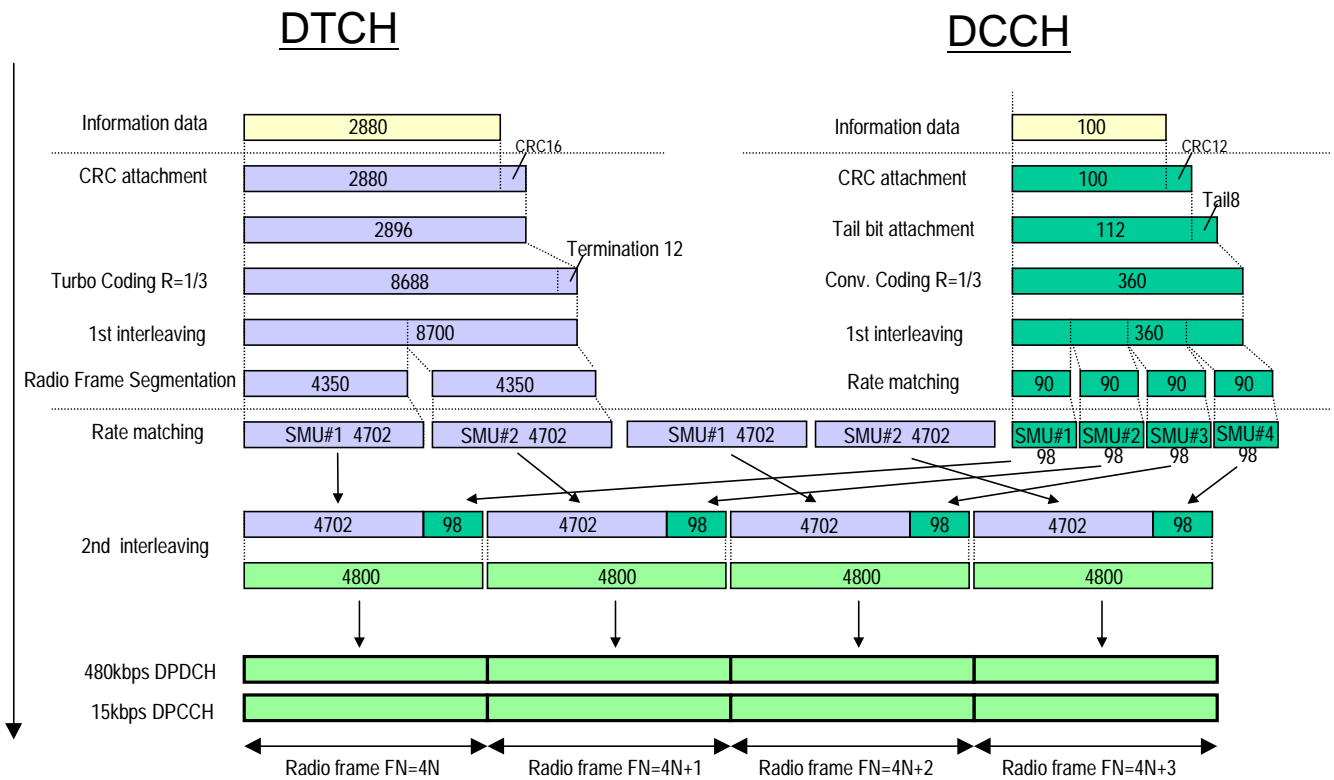 DTCH
DCCH
Information data
2880
Information data
100
CRC16
CRC12
CRC attachment
2880
CRC attachment
100
Tail8
2896
Tail bit attachment
112
Termination 12
Turbo Coding R=1/3
8688
Conv. Coding R=1/3
360
1st interleaving
8700
1st interleaving
360
Radio Frame Segmentation
4350
4350
Rate matching
90
90
90
90
Rate matching
SMU#1 4702
SMU#2 4702
SMU#1 4702
SMU#2 4702
SMU#1
SMU#2
SMU#3
SMU#4
98
98
98
98
2nd interleaving
4702
98
4702
98
4702
98
4702
98
4800
4800
4800
4800
480kbps DPDCH
15kbps DPCCH
Radio frame FN=4N
Radio frame FN=4N+1
Radio frame FN=4N+2
Radio frame FN=4N+3